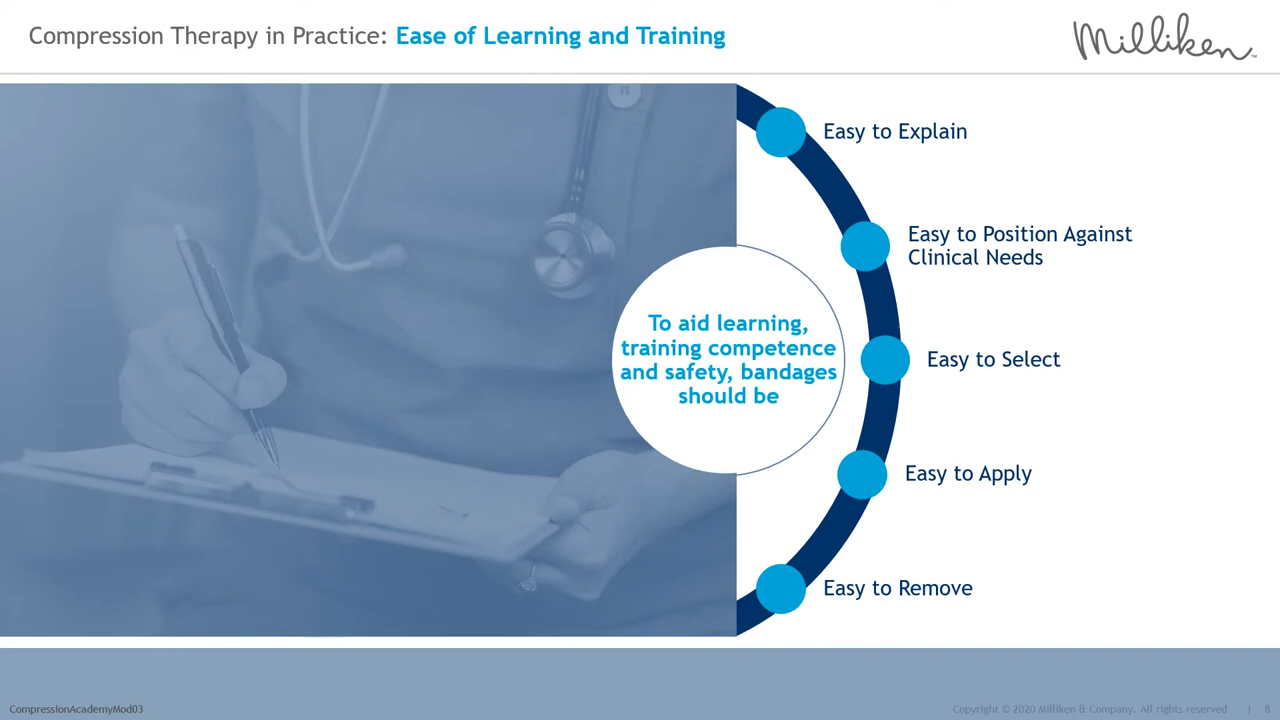 Compression Therapy in Practice: Ease of Learning and Training
Milliken™
Easy to Explain
Easy to Position Against
Clinical Needs
To aid learning,
training competence
and safety, bandages
should be
Easy to Select
Easy to Apply
Easy to Remove
CompressionAcademyMod03
Copyright © 2020 Milliken & Company. All rights reserved | 8